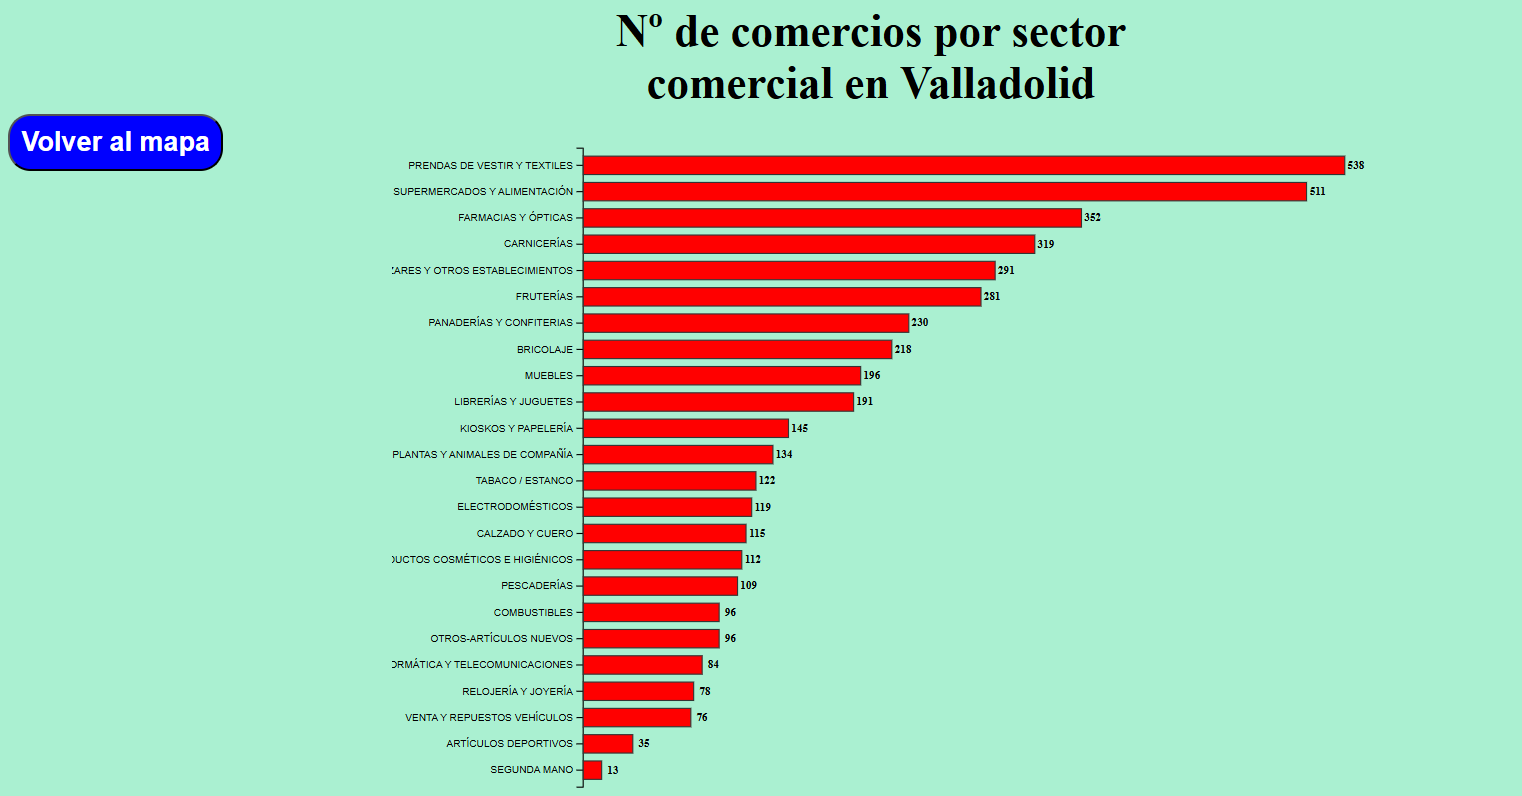 Nº de comercios por sector
comercial en Valladolid
Volver al mapa
PRENDAS DE VESTIR Y TEXTILES 538
SUPERMERCADOS Y ALIMENTACIÓN 511
FARMACIAS Y ÓPTICAS 352
CARNICERÍAS 319
Y OTROS ESTABLECIMIENTOS 291
FRUTERÍAS 281
PANADERÍAS Y CONFITERIAS 230
BRICOLAJE 218
MUEBLES 196
LIBRERÍAS Y JUGUETES 191
KIOSKOS Y PAPELERÍA 145
PLANTAS Y ANIMALES DE COMPAÑÍA 134
TABACO / ESTANCO 122
ELECTRODOMÉSTICOS 119
CALZADO Y CUERO 115
COSMÉTICOS E HIGIÉNICOS 112
PESCADERÍAS 109
COMBUSTIBLES 96
OTROS-ARTÍCULOS NUEVOS 96
Y TELECOMUNICACIONES 84
RELOJERÍA Y JOYERÍA 78
VENTA Y REPUESTOS VEHÍCULOS 76
ARTÍCULOS DEPORTIVOS 35
SEGUNDA MANO 13